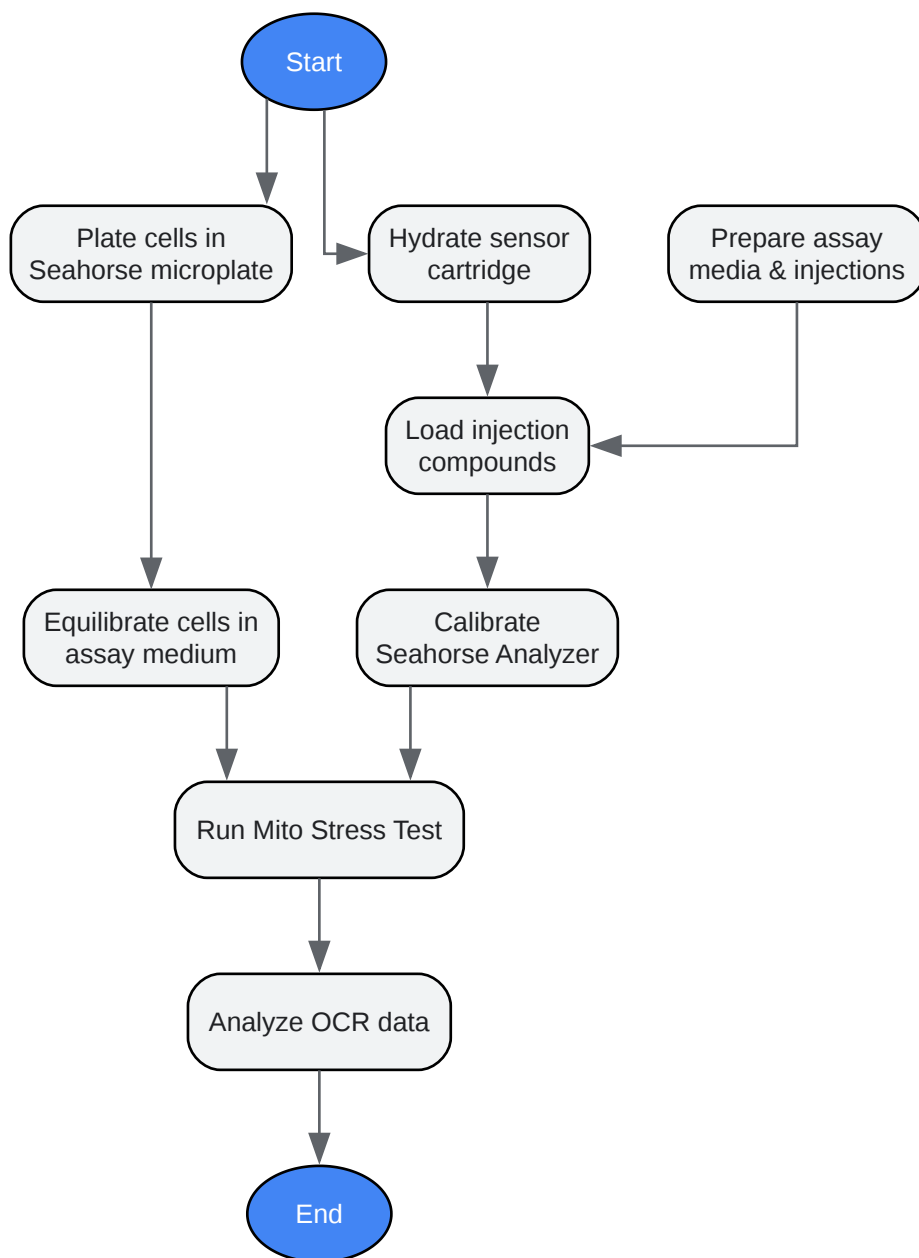 Start
Plate cells in
Seahorse microplate
Hydrate sensor
cartridge
Prepare assay
media & injections
Load injection
compounds
Equilibrate cells in
assay medium
Calibrate
Seahorse Analyzer
Run Mito Stress Test
Analyze OCR data
End